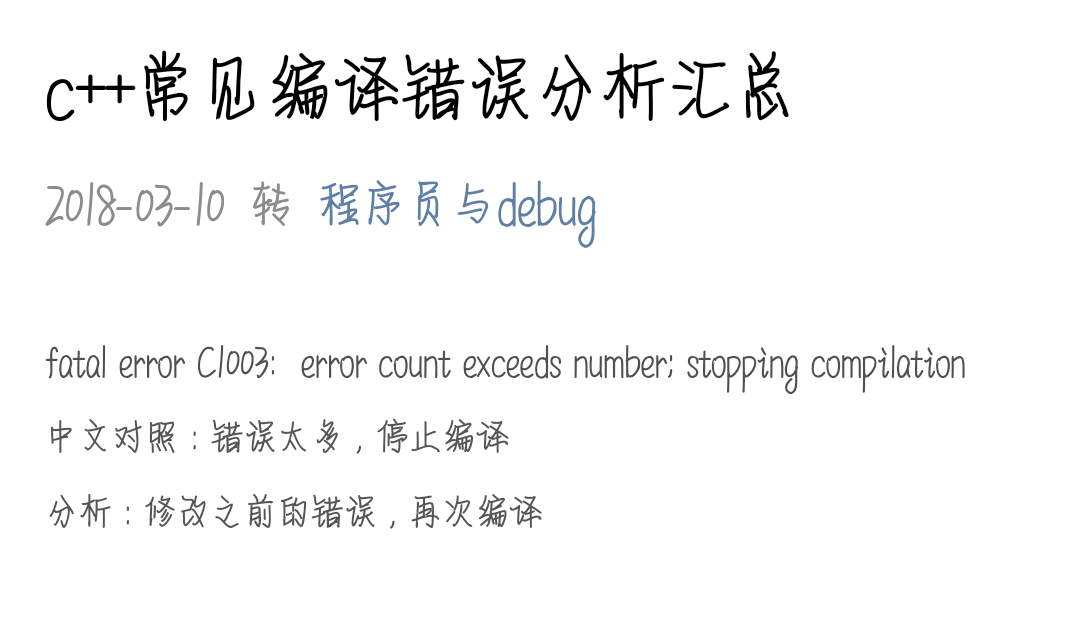 c++常见编译错误分析汇总
2018-03-10 转 程序员与debug
fatal error C1003: error count exceeds number; stopping compilation
中文对照：错误太多，停止编译
分析：修改之前的错误，再次编译